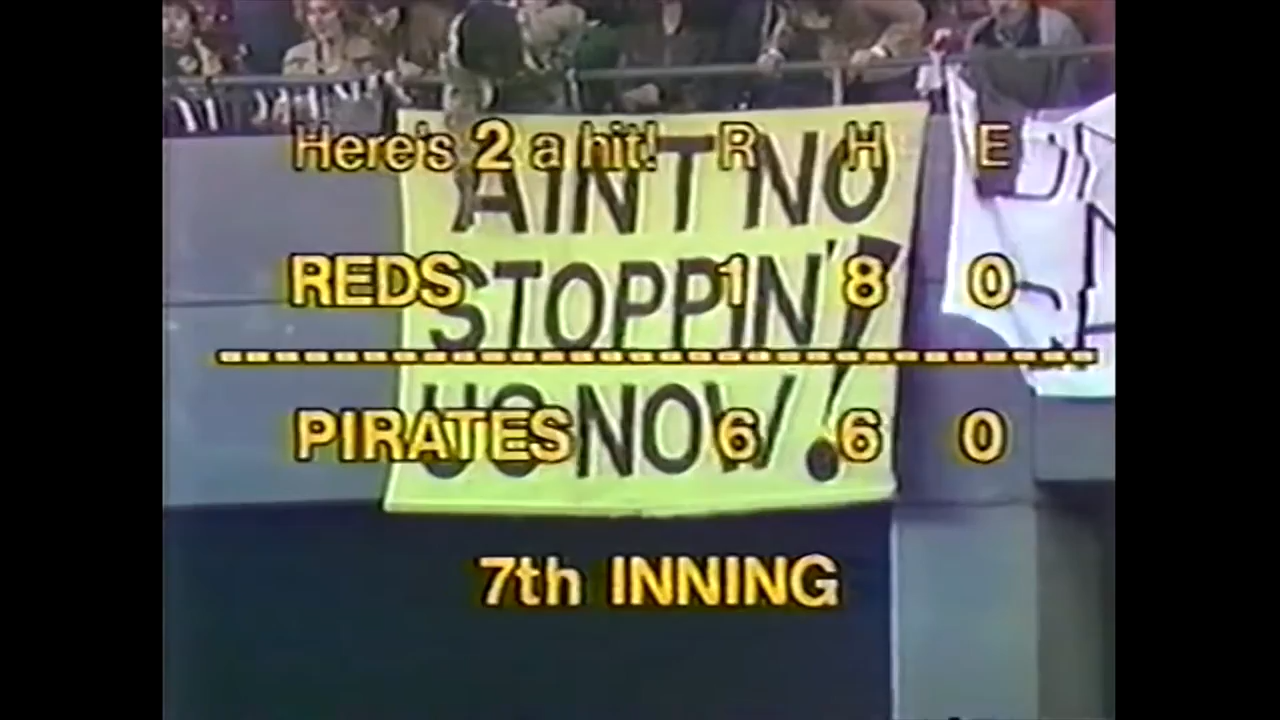 Here's 2 a hit! R H E
REDS 1 8 0
PIRATES 6 6 0
7th INNING
AIN'T NO
STOPPIN'
US NOW!